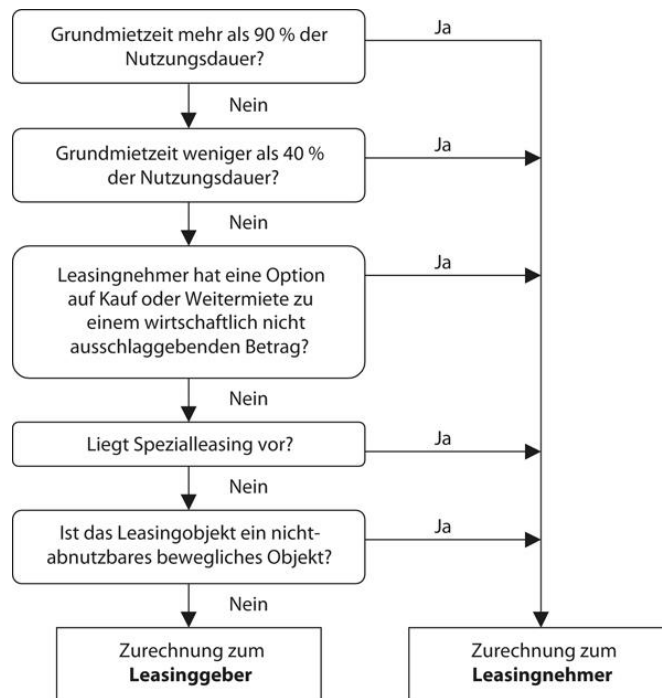 Grundmietzeit mehr als 90 % der
Nutzungsdauer?
Ja
Nein
Grundmietzeit weniger als 40 %
der Nutzungsdauer?
Ja
Nein
Leasingnehmer hat eine Option
auf Kauf oder Weitermiete zu
einem wirtschaftlich nicht
ausschlaggebenden Betrag?
Ja
Nein
Liegt Spezialleasing vor?
Ja
Nein
Ist das Leasingobjekt ein nicht-
abnutzbares bewegliches Objekt?
Ja
Nein
Zurechnung zum
Leasinggeber
Zurechnung zum
Leasingnehmer